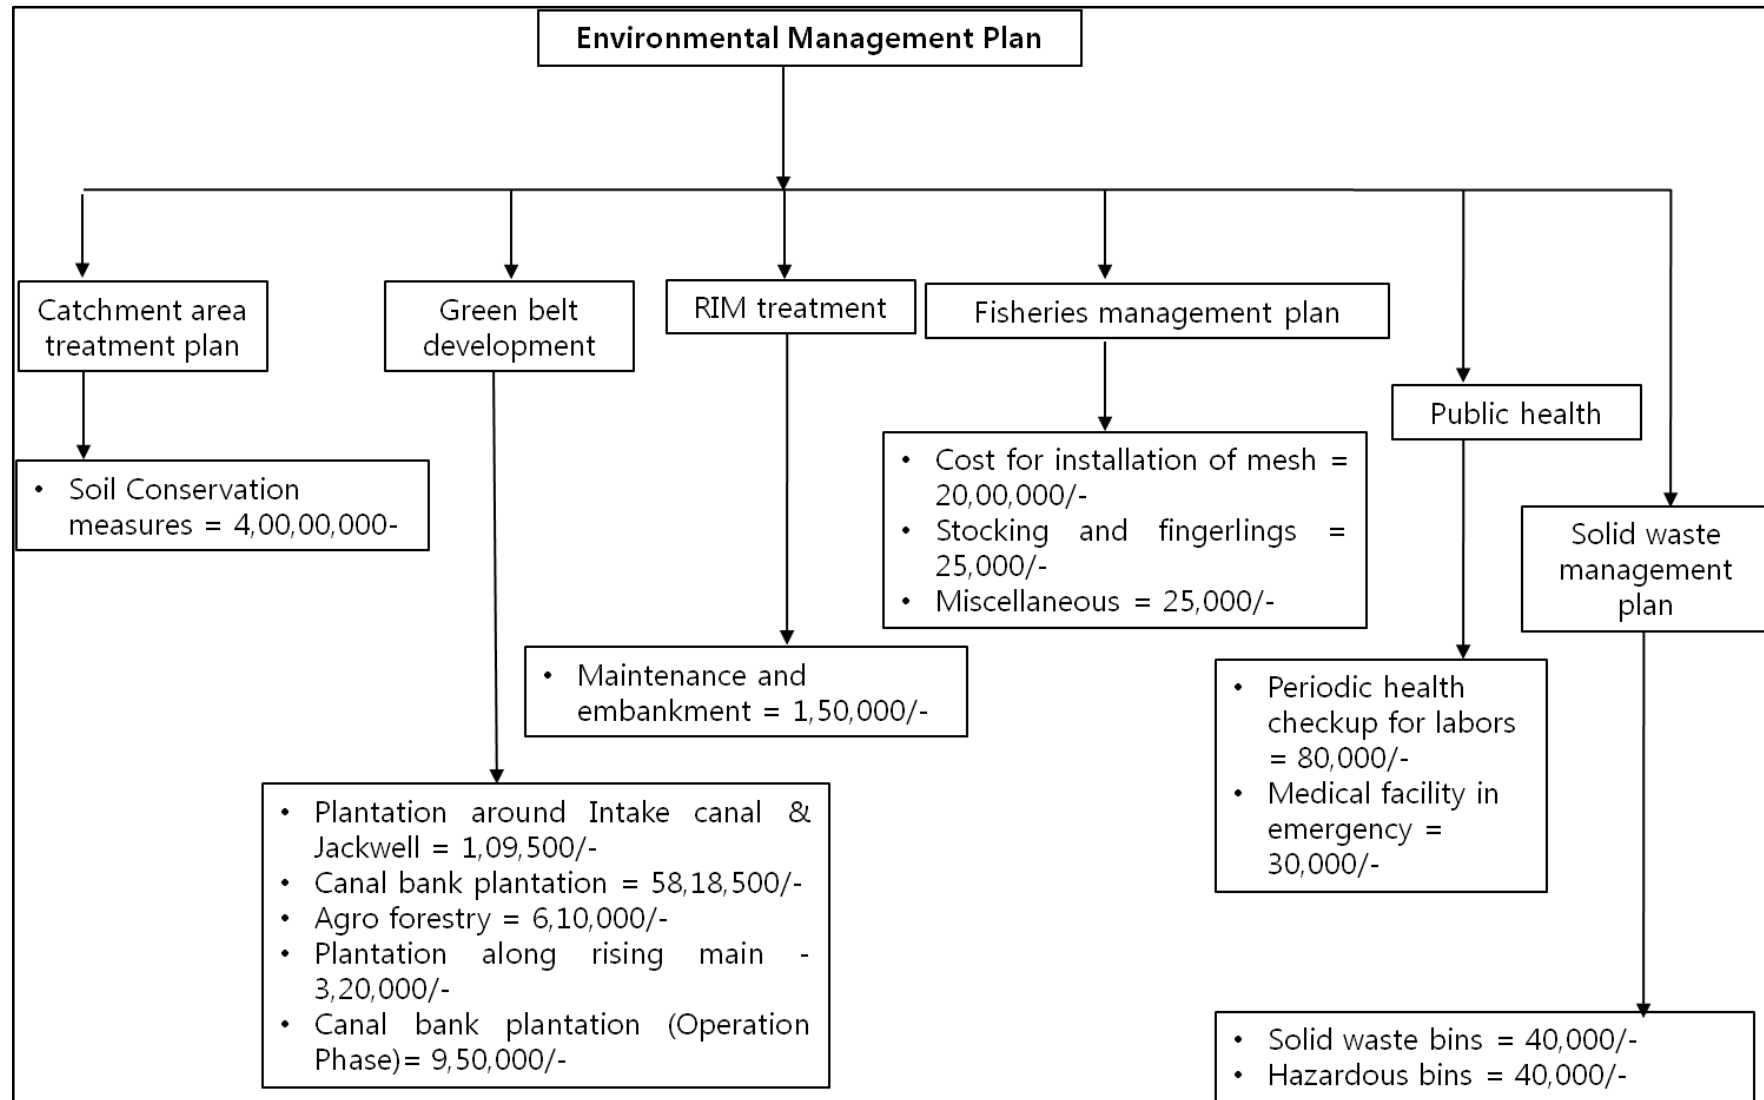 Environmental Management Plan
Catchment area
treatment plan
Green belt
development
RIM treatment
Fisheries management plan
Public health
Solid waste
management
plan
• Soil Conservation
measures = 4,00,00,000-
• Cost for installation of mesh =
20,00,000/-
• Stocking and fingerlings =
25,000/-
• Miscellaneous = 25,000/-
• Maintenance and
embankment = 1,50,000/-
• Periodic health
checkup for labors
= 80,000/-
• Medical facility in
emergency =
30,000/-
• Plantation around Intake canal &
Jackwell = 1,09,500/-
• Canal bank plantation = 58,18,500/-
• Agro forestry = 6,10,000/-
• Plantation along rising main -
3,20,000/-
• Canal bank plantation (Operation
Phase)= 9,50,000/-
• Solid waste bins = 40,000/-
• Hazardous bins = 40,000/-